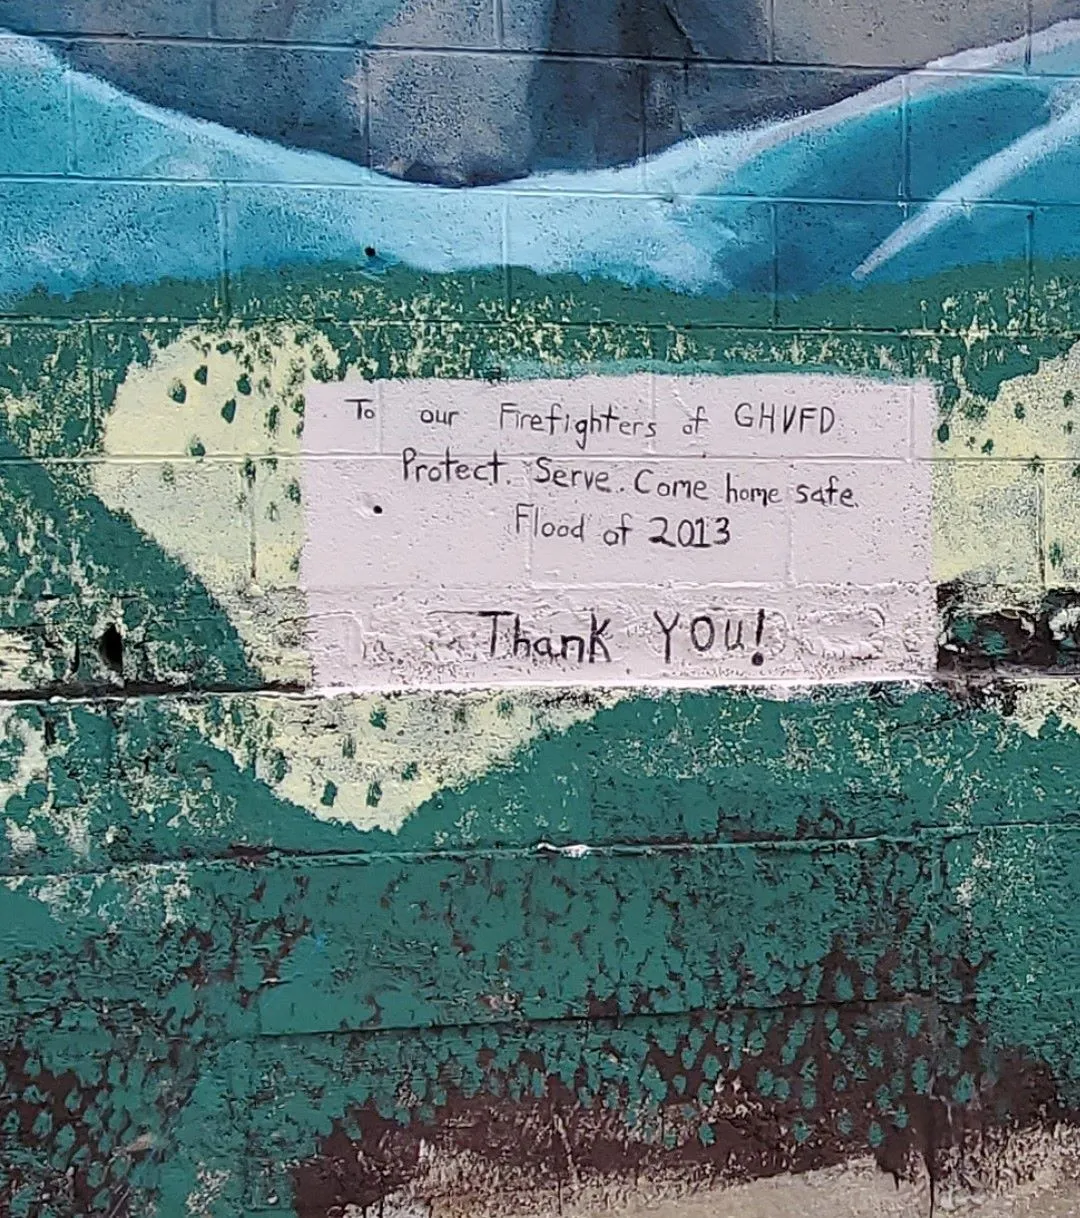 To our Firefighters of GHVFD
Protect. Serve. Come home safe.
Flood of 2013
Thank YOU!